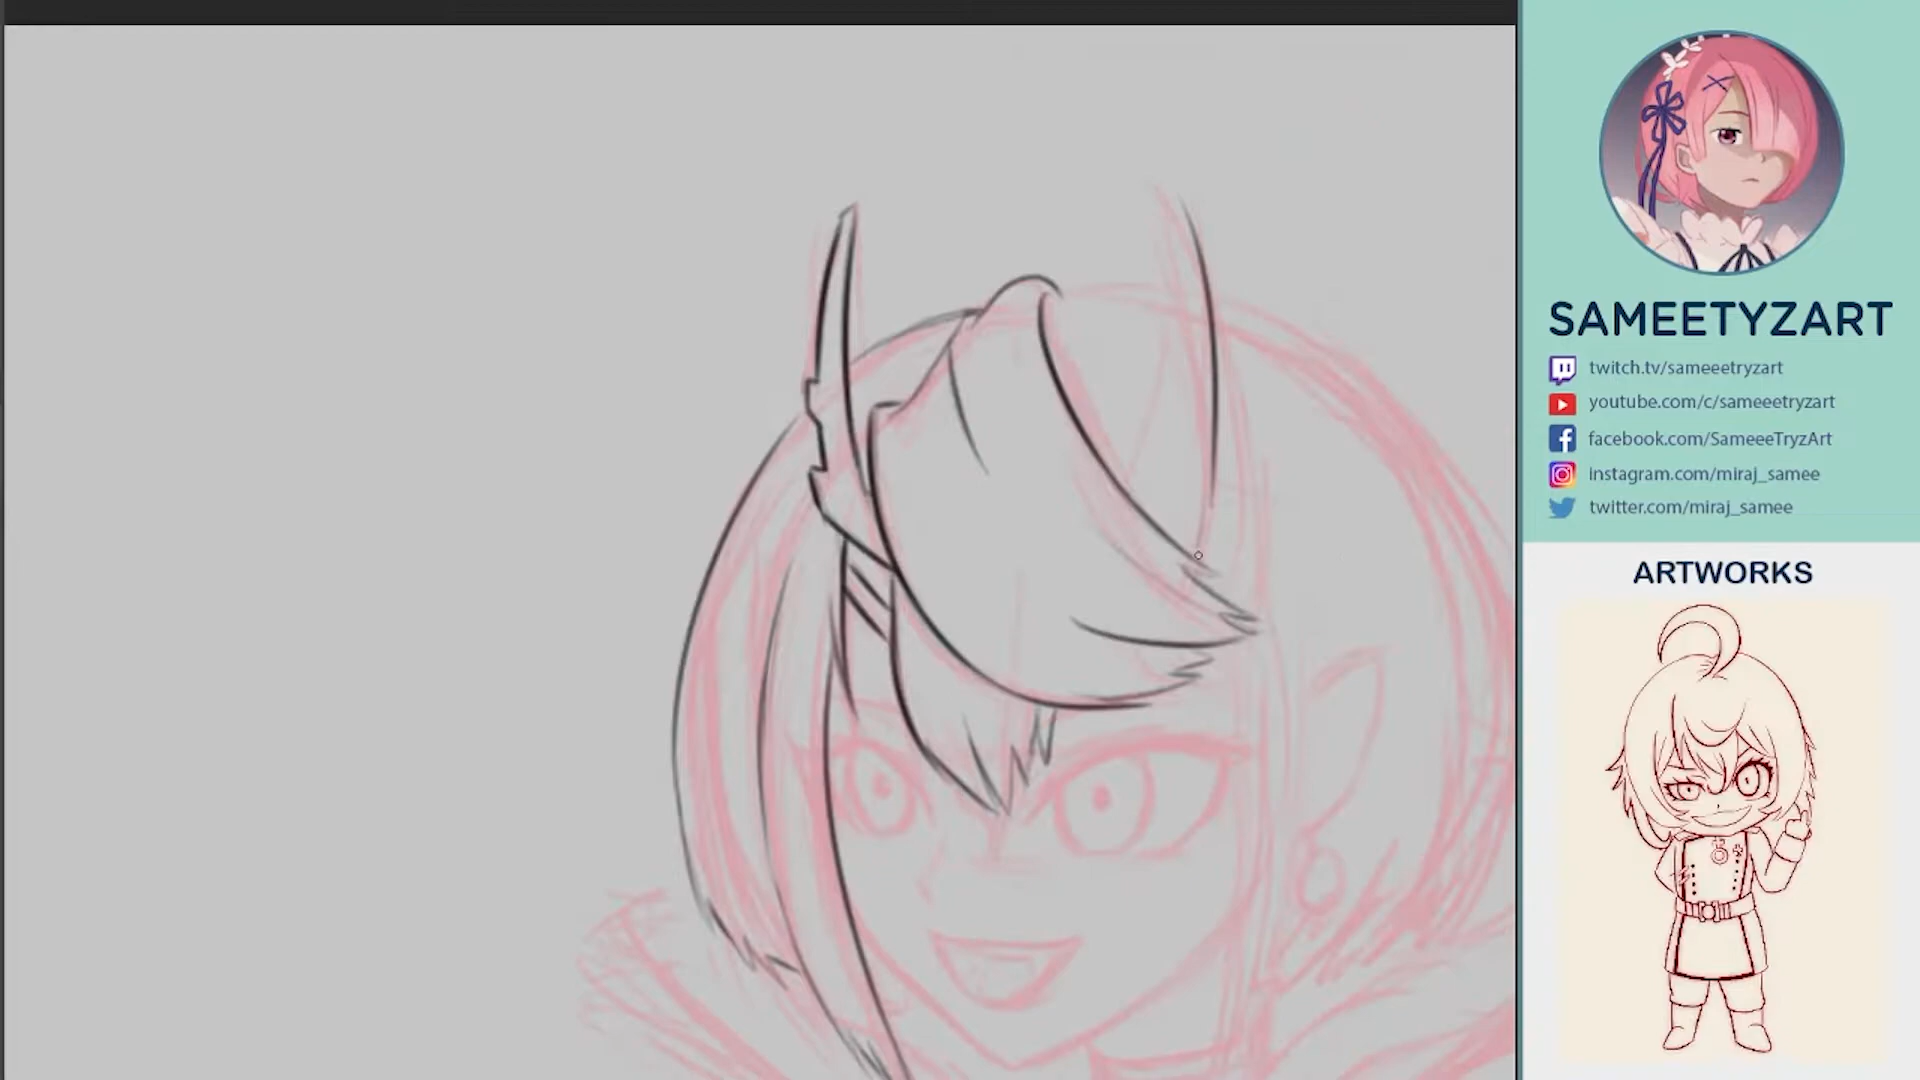 SAMEETYZART
twitch.tv/sameeetryzart
youtube.com/c/sameeetryzart
facebook.com/SameeeTryzArt
instagram.com/miraj_samee
twitter.com/miraj_samee
ARTWORKS